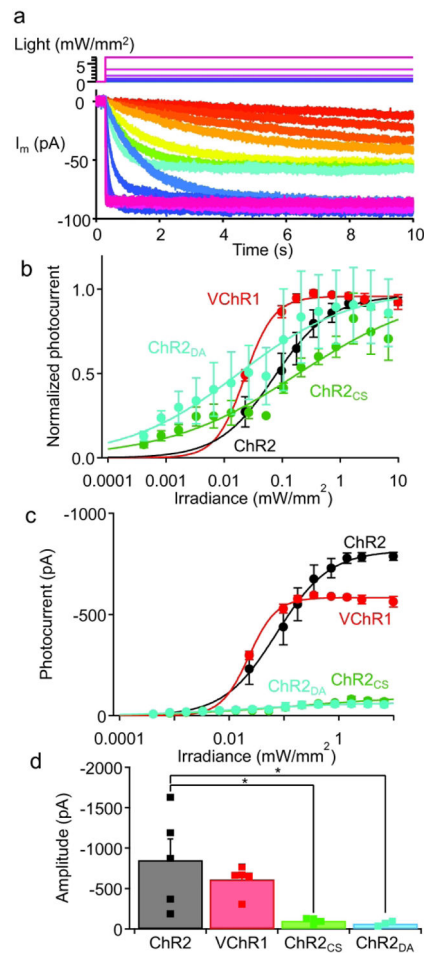 a
Light (mW/mm²)
5
0
0
I_m
(pA)
-50
-100
0 2 4 6 8 10
Time (s)
b
Normalized photocurrent
1.0
0.5
0.0
VChR1
ChR2DA
ChR2CS
ChR2
0.0001 0.001 0.01 0.1 1 10
Irradiance (mW/mm²)
c
Photocurrent (pA)
-1000
-500
0
ChR2
VChR1
ChR2DA
ChR2CS
0.0001 0.01 1
Irradiance (mW/mm²)
d
Amplitude (pA)
-2000
-1500
-1000
-500
0
*
*
ChR2 VChR1 ChR2CS ChR2DA